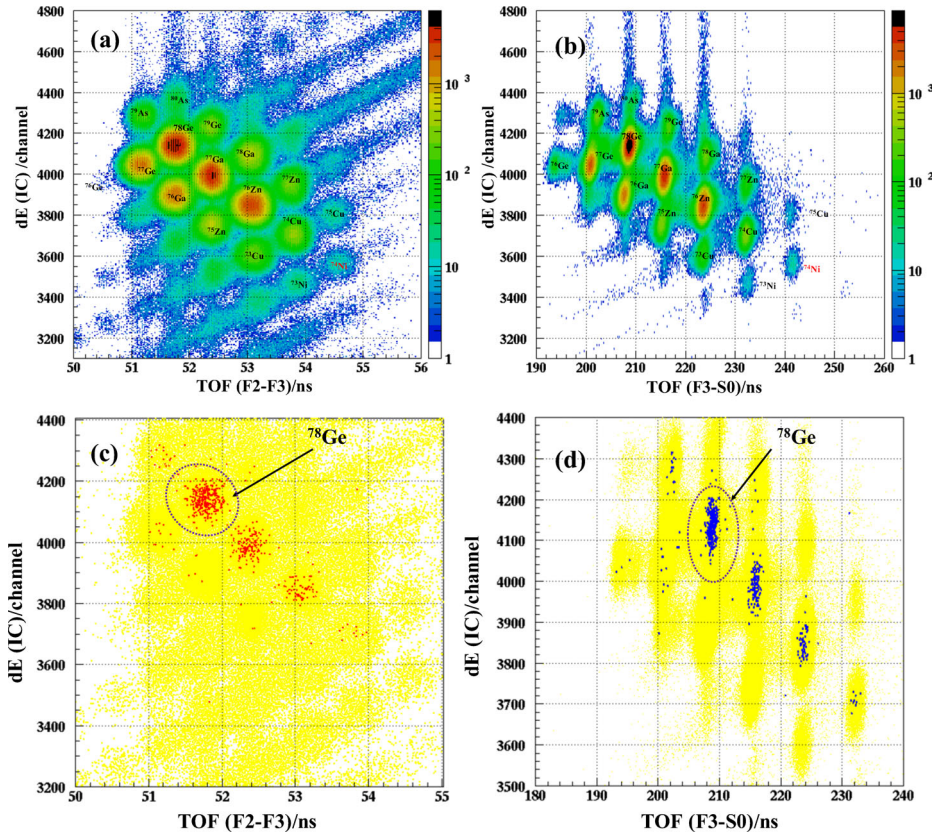 (a)
dE (IC) /channel
4800
4600
4400
4200
4000
3800
3600
3400
3200
⁷⁹As
⁸⁰As
⁷⁸Ge
⁷⁹Ge
⁷⁷Ge
⁷⁷Ga
⁷⁸Ga
⁷⁶Ga
⁷⁶Ga
⁷⁶Zn
⁷⁷Zn
⁷⁵Zn
⁷⁴Cu
⁷⁵Cu
⁷³Cu
⁷⁴Ni
⁷³Ni
10³
10²
10
1
50 51 52 53 54 55 56
TOF (F2-F3)/ns
(b)
dE (IC) /channel
4800
4600
4400
4200
4000
3800
3600
3400
3200
⁷⁹As
⁸⁰As
⁷⁸Ge
⁷⁹Ge
⁷⁶Ge
⁷⁷Ge
⁷⁷Ga
⁷⁸Ga
⁷⁶Ga
⁷⁶Zn
⁷⁷Zn
⁷⁵Zn
⁷⁵Cu
⁷⁴Cu
⁷³Cu
⁷⁴Ni
⁷³Ni
10³
10²
10
1
190 200 210 220 230 240 250 260
TOF (F3-S0)/ns
(c)
⁷⁸Ge
dE (IC)/channel
4400
4200
4000
3800
3600
3400
3200
50 51 52 53 54 55
TOF (F2-F3)/ns
(d)
⁷⁸Ge
dE (IC)/channel
4400
4300
4200
4100
4000
3900
3800
3700
3600
3500
180 190 200 210 220 230 240
TOF (F3-S0)/ns